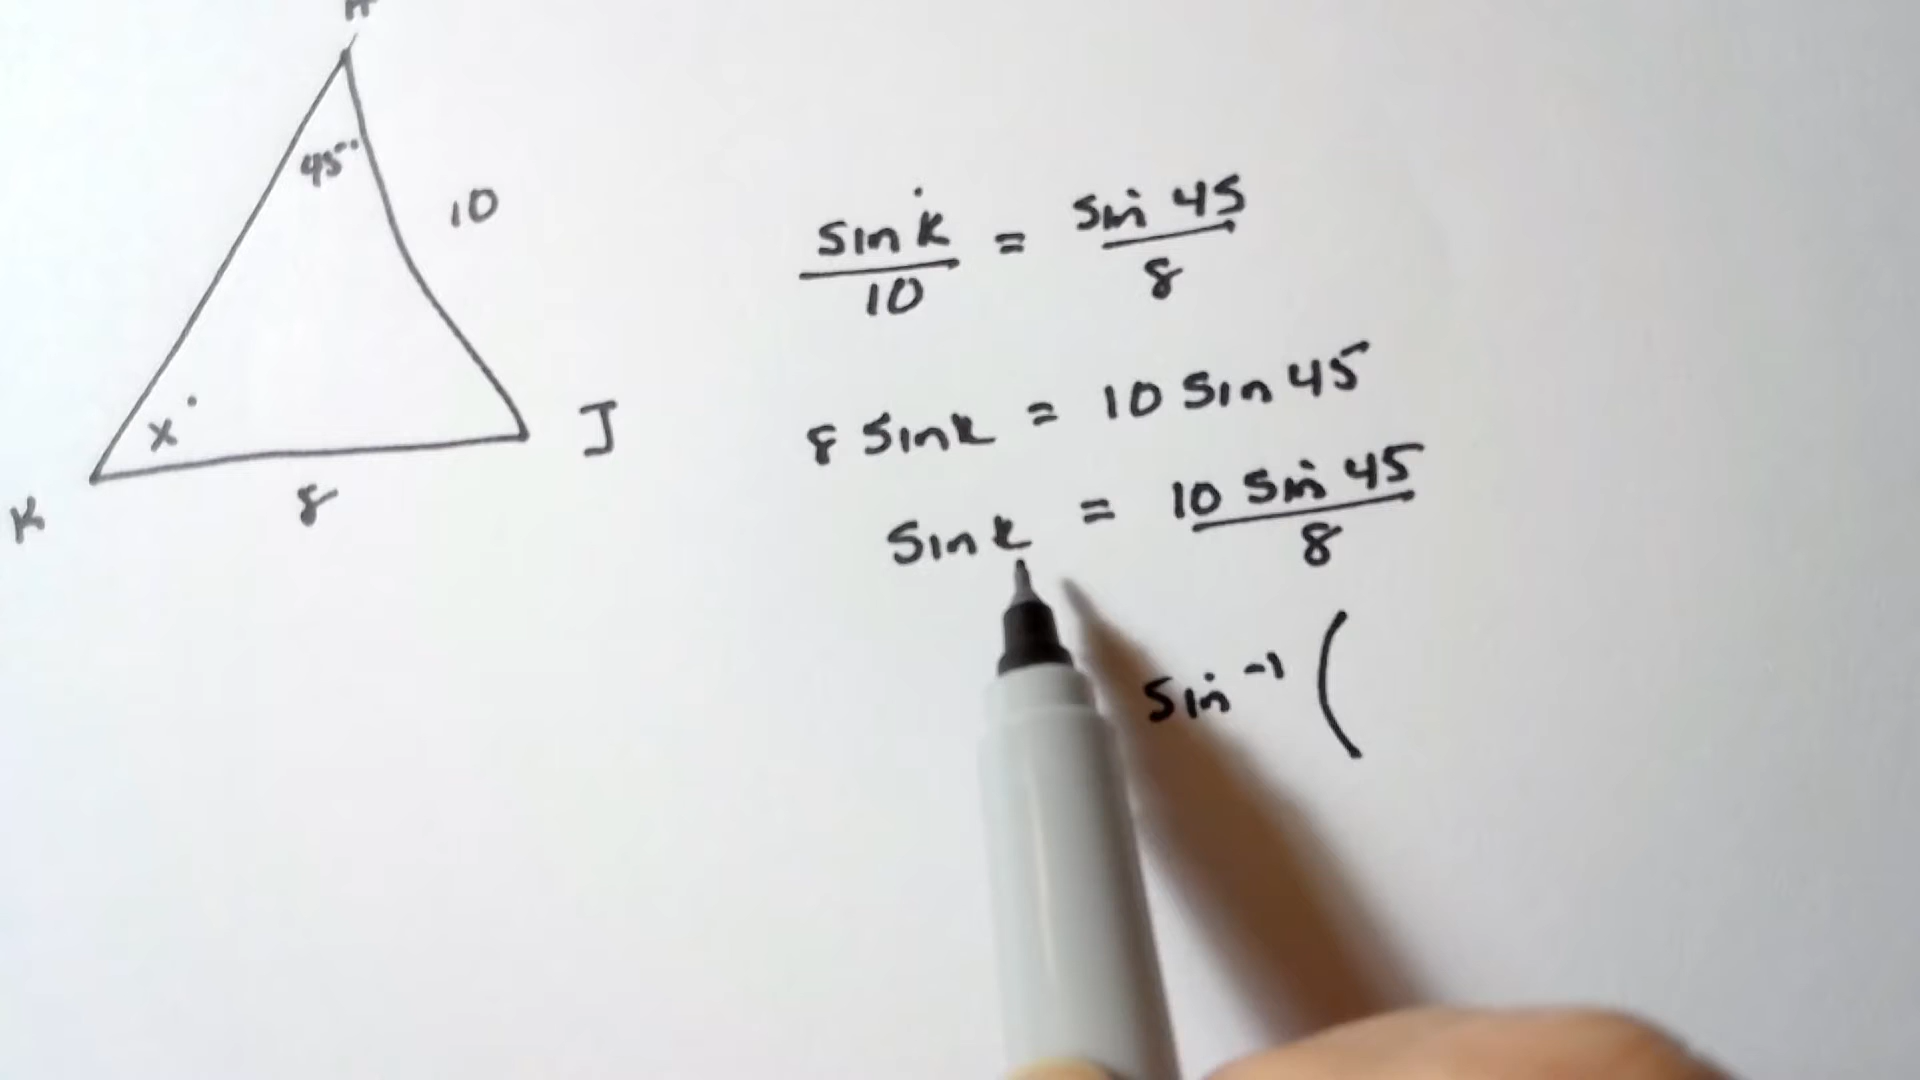 45°
10
x°
J
K
8
sin k / 10 = sin 45 / 8
8 sin k = 10 sin 45
sin k = 10 sin 45 / 8
sin⁻¹ (